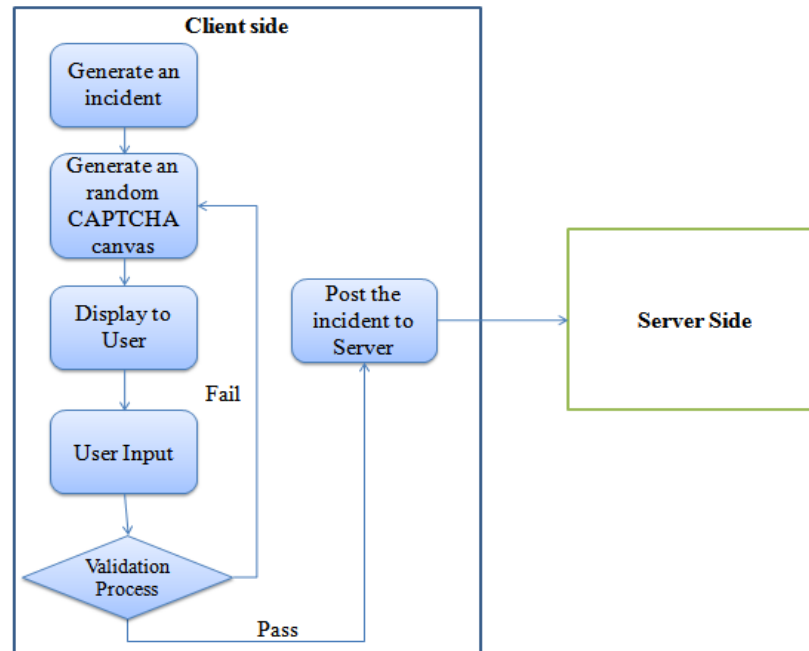 Client side
Generate an
incident
Generate an
random
CAPTCHA
canvas
Display to
User
User Input
Validation
Process
Fail
Pass
Post the
incident to
Server
Server Side